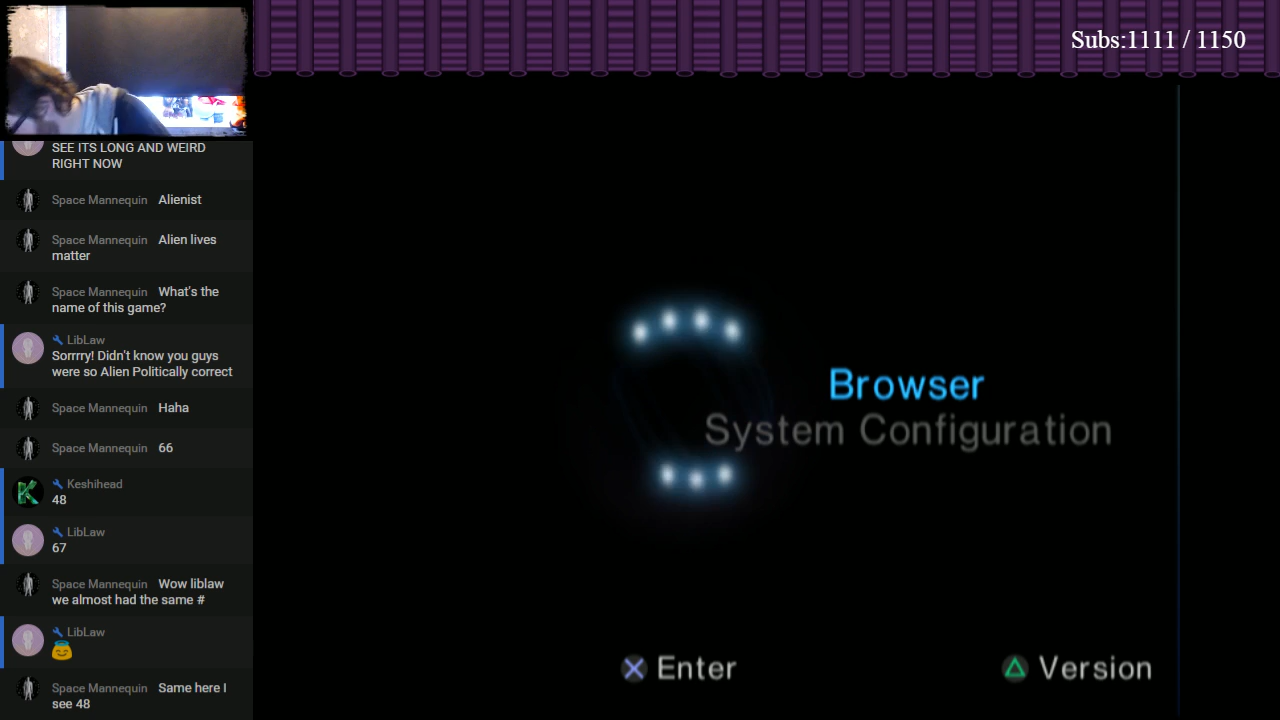 Subs:1111 / 1150
SEE ITS LONG AND WEIRD
RIGHT NOW
Space Mannequin Alienist
Space Mannequin Alien lives
matter
Space Mannequin What's the
name of this game?
LibLaw
Sorrrry! Didn't know you guys
were so Alien Politically correct
Space Mannequin Haha
Space Mannequin 66
Keshihead
48
LibLaw
67
Space Mannequin Wow liblaw
we almost had the same #
LibLaw
Space Mannequin Same here I
see 48
Browser
System Configuration
Enter
Version